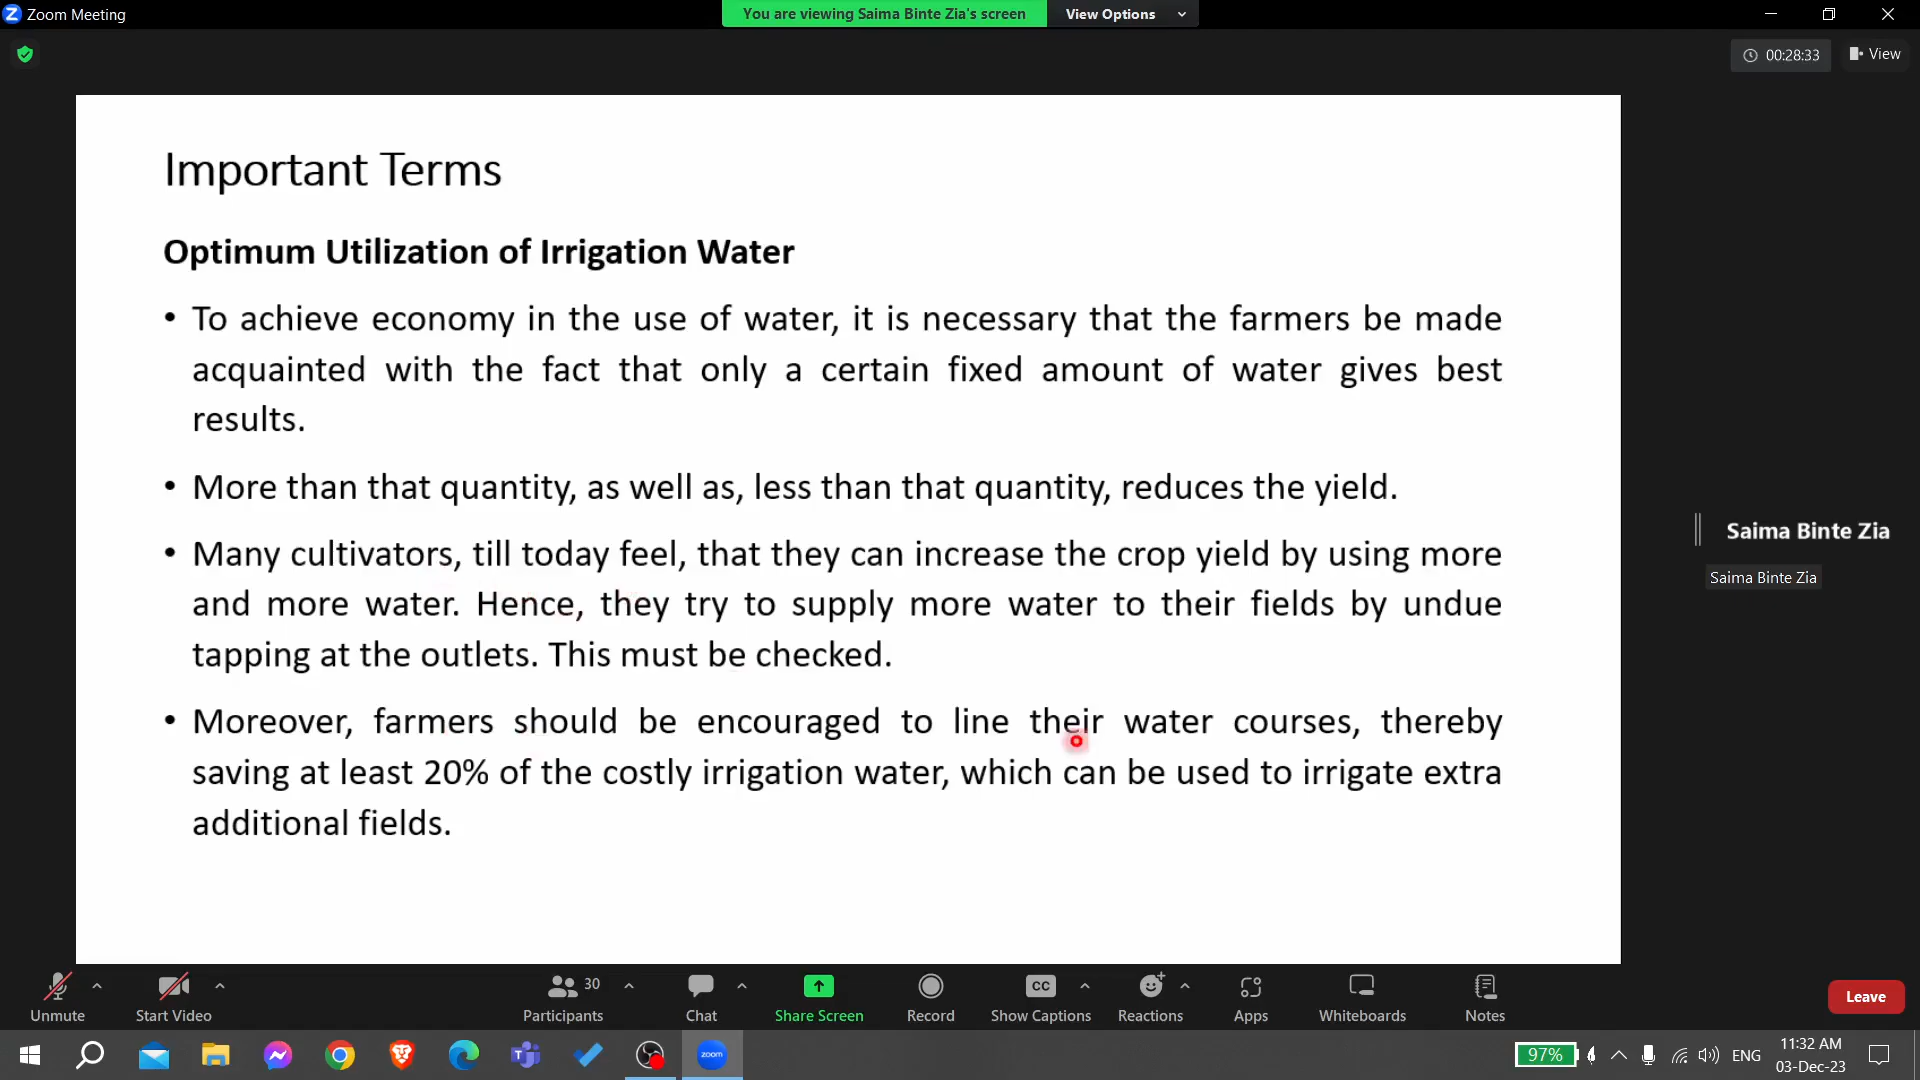 Zoom Meeting
You are viewing Saima Binte Zia's screen View Options
00:28:33 View
Important Terms
Optimum Utilization of Irrigation Water
• To achieve economy in the use of water, it is necessary that the farmers be made
acquainted with the fact that only a certain fixed amount of water gives best
results.
• More than that quantity, as well as, less than that quantity, reduces the yield.
• Many cultivators, till today feel, that they can increase the crop yield by using more
and more water. Hence, they try to supply more water to their fields by undue
tapping at the outlets. This must be checked.
• Moreover, farmers should be encouraged to line their water courses, thereby
saving at least 20% of the costly irrigation water, which can be used to irrigate extra
additional fields.
Saima Binte Zia
Saima Binte Zia
30
CC
Unmute Start Video Participants Chat Share Screen Record Show Captions Reactions Apps Whiteboards Notes
Leave
zoom
97% ENG
11:32 AM
03-Dec-23